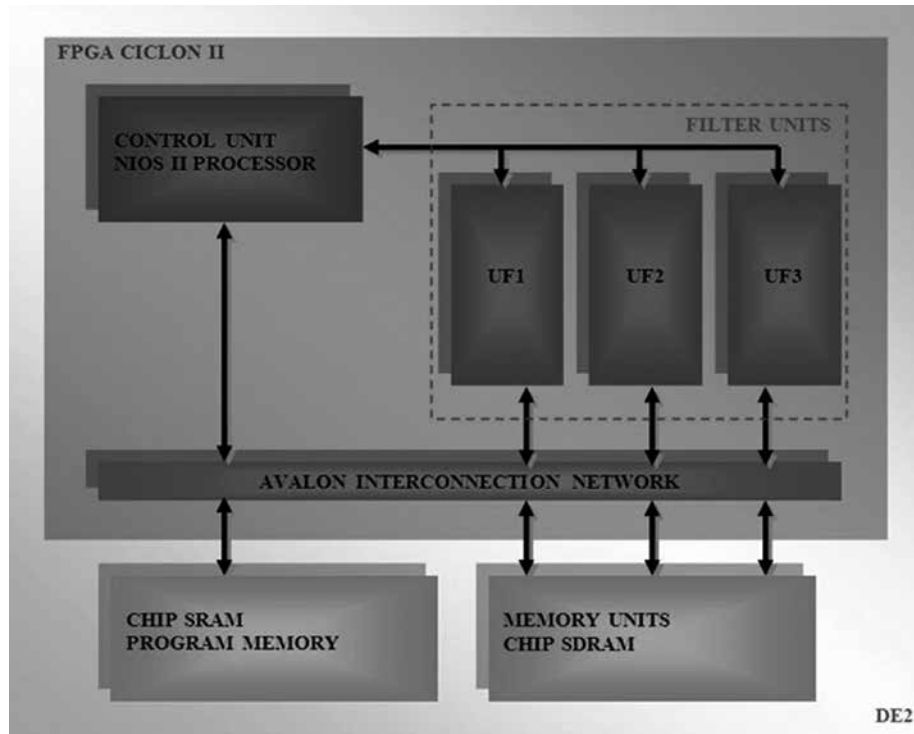 FPGA CICLON II
CONTROL UNIT
NIOS II PROCESSOR
FILTER UNITS
UF1
UF2
UF3
AVALON INTERCONNECTION NETWORK
CHIP SRAM
PROGRAM MEMORY
MEMORY UNITS
CHIP SDRAM
DE2